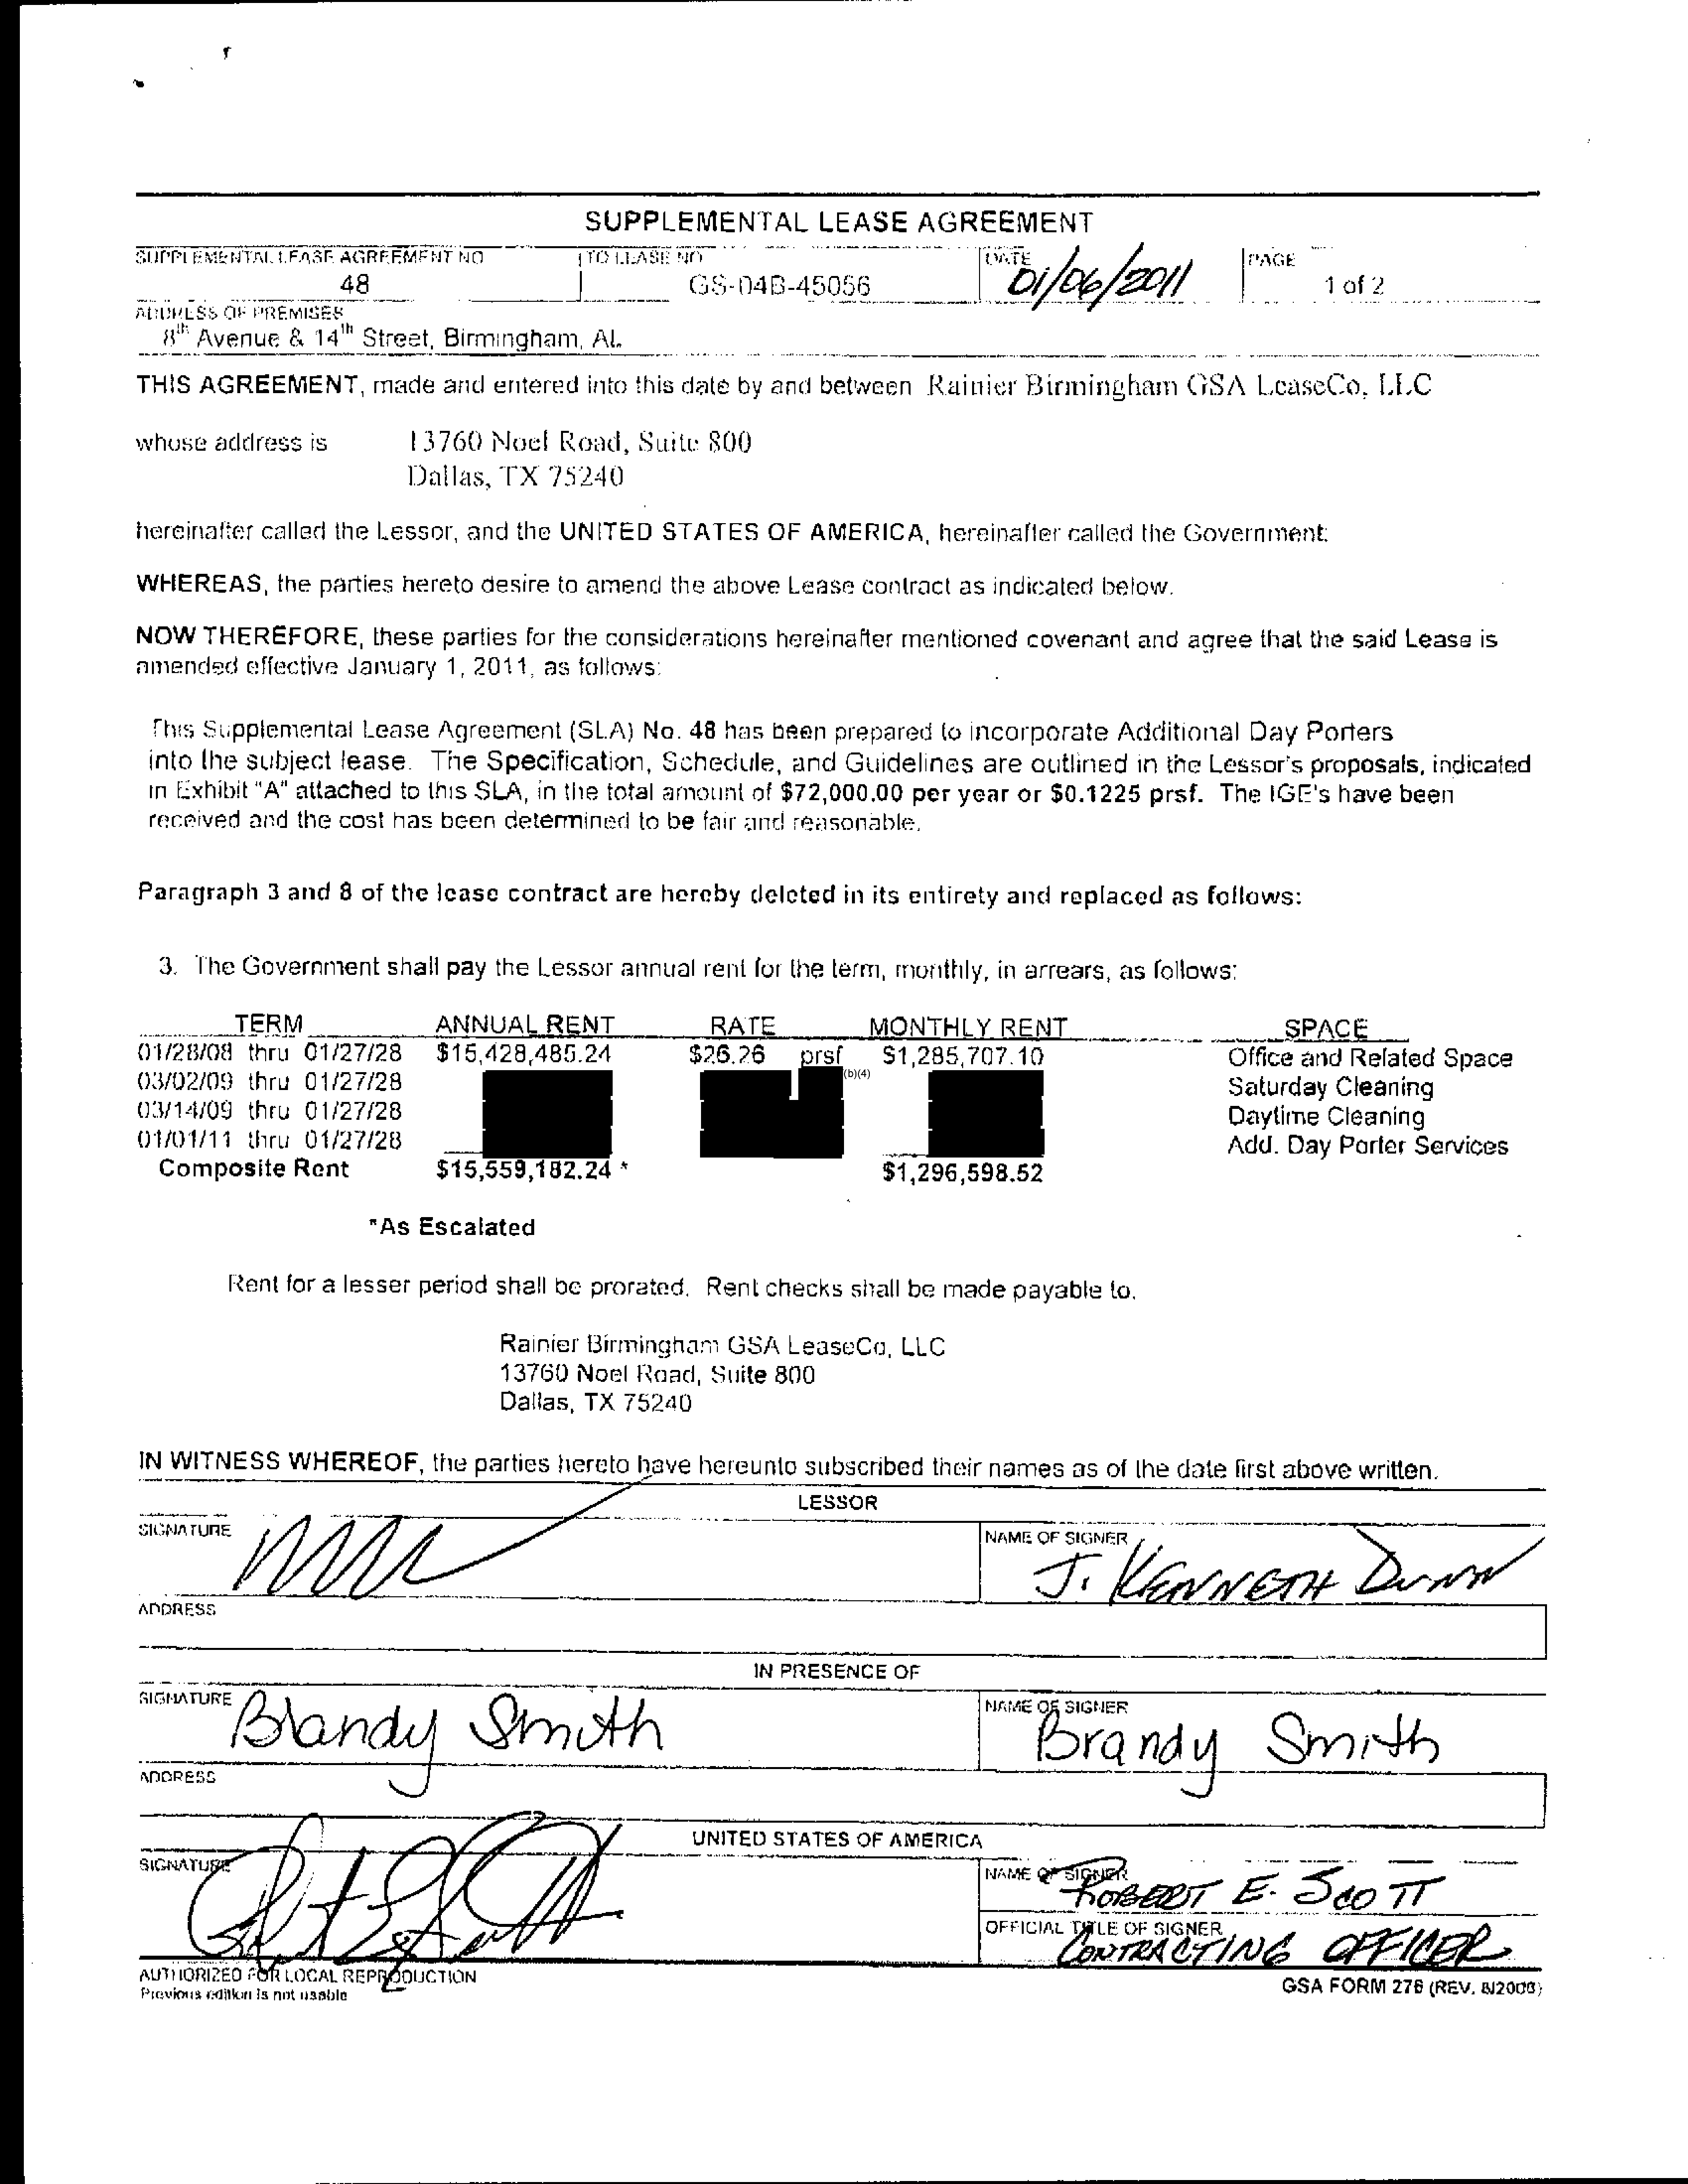 SUPPLEMENTAL LEASE AGREEMENT
SUPPLEMENTAL LEASE AGREEMENT NO TO LEASE NO DATE PAGE
48 GS-04B-45056 01/06/2011 1 of 2
ADDRESS OF PREMISES
8th Avenue & 14th Street, Birmingham, AL
THIS AGREEMENT, made and entered into this date by and between Rainier Birmingham GSA LeaseCo, LLC
whose address is 13760 Noel Road, Suite 800
Dallas, TX 75240
hereinafter called the Lessor, and the UNITED STATES OF AMERICA, hereinafter called the Government:
WHEREAS, the parties hereto desire to amend the above Lease contract as indicated below.
NOW THEREFORE, these parties for the considerations hereinafter mentioned covenant and agree that the said Lease is
amended effective January 1, 2011, as follows:
This Supplemental Lease Agreement (SLA) No. 48 has been prepared to incorporate Additional Day Porters
into the subject lease. The Specification, Schedule, and Guidelines are outlined in the Lessor's proposals, indicated
in Exhibit "A" attached to this SLA, in the total amount of $72,000.00 per year or $0.1225 prsf. The IGE's have been
received and the cost has been determined to be fair and reasonable.
Paragraph 3 and 8 of the lease contract are hereby deleted in its entirety and replaced as follows:
3. The Government shall pay the Lessor annual rent for the term, monthly, in arrears, as follows:
TERM ANNUAL RENT RATE MONTHLY RENT SPACE
01/28/08 thru 01/27/28 $15,428,485.24 $26.26 prsf $1,285,707.10 Office and Related Space
03/02/09 thru 01/27/28 (b)(4) Saturday Cleaning
03/14/09 thru 01/27/28 Daytime Cleaning
01/01/11 thru 01/27/28 Add. Day Porter Services
Composite Rent $15,559,182.24 * $1,296,598.52
*As Escalated
Rent for a lesser period shall be prorated. Rent checks shall be made payable to.
Rainier Birmingham GSA LeaseCo, LLC
13760 Noel Road, Suite 800
Dallas, TX 75240
IN WITNESS WHEREOF, the parties hereto have hereunto subscribed their names as of the date first above written.
LESSOR
SIGNATURE NAME OF SIGNER
J. KENNETH DUNN
ADDRESS
IN PRESENCE OF
SIGNATURE Brandy Smith NAME OF SIGNER
Brandy Smith
ADDRESS
UNITED STATES OF AMERICA
SIGNATURE NAME OF SIGNER
ROBERT E. SCOTT
OFFICIAL TITLE OF SIGNER
CONTRACTING OFFICER
AUTHORIZED FOR LOCAL REPRODUCTION
Previous edition is not usable
GSA FORM 276 (REV. 8/2006)